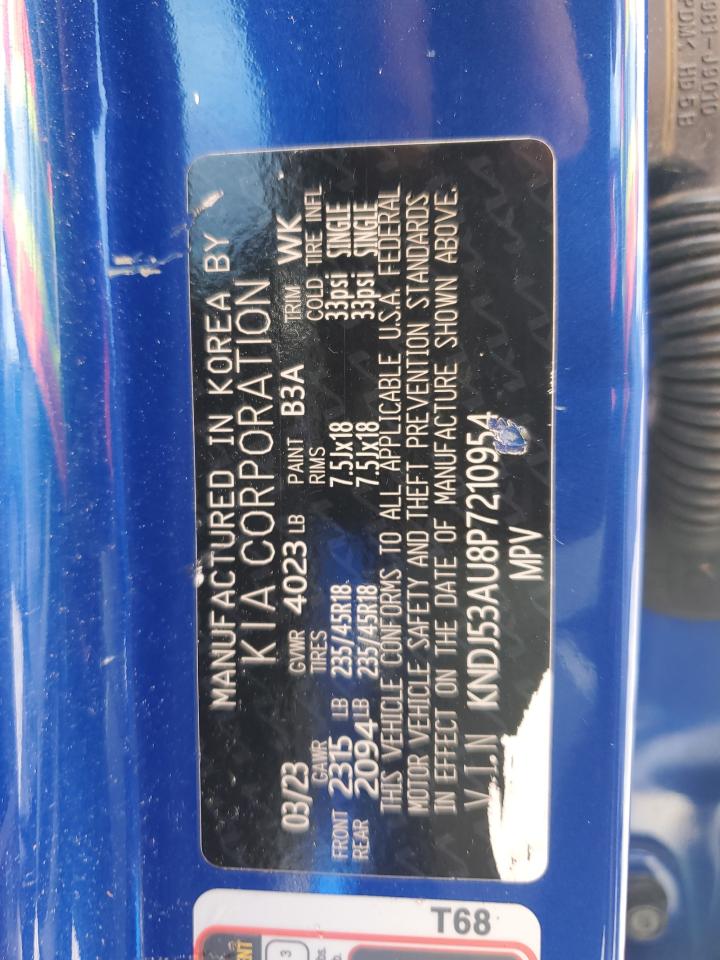 MANUFACTURED IN KOREA BY
KIA CORPORATION
03/23 GVWR 4023 LB PAINT B3A TRIM WK
GAWR TIRES RIMS COLD TIRE INFL
FRONT 2315 LB 235/45R18 7.5Jx18 33psi SINGLE
REAR 2094 LB 235/45R18 7.5Jx18 33psi SINGLE
THIS VEHICLE CONFORMS TO ALL APPLICABLE U.S.A. FEDERAL
MOTOR VEHICLE SAFETY AND THEFT PREVENTION STANDARDS
IN EFFECT ON THE DATE OF MANUFACTURE SHOWN ABOVE.
V.I.N KNDJ53AU8P7210954
MPV
T68
3